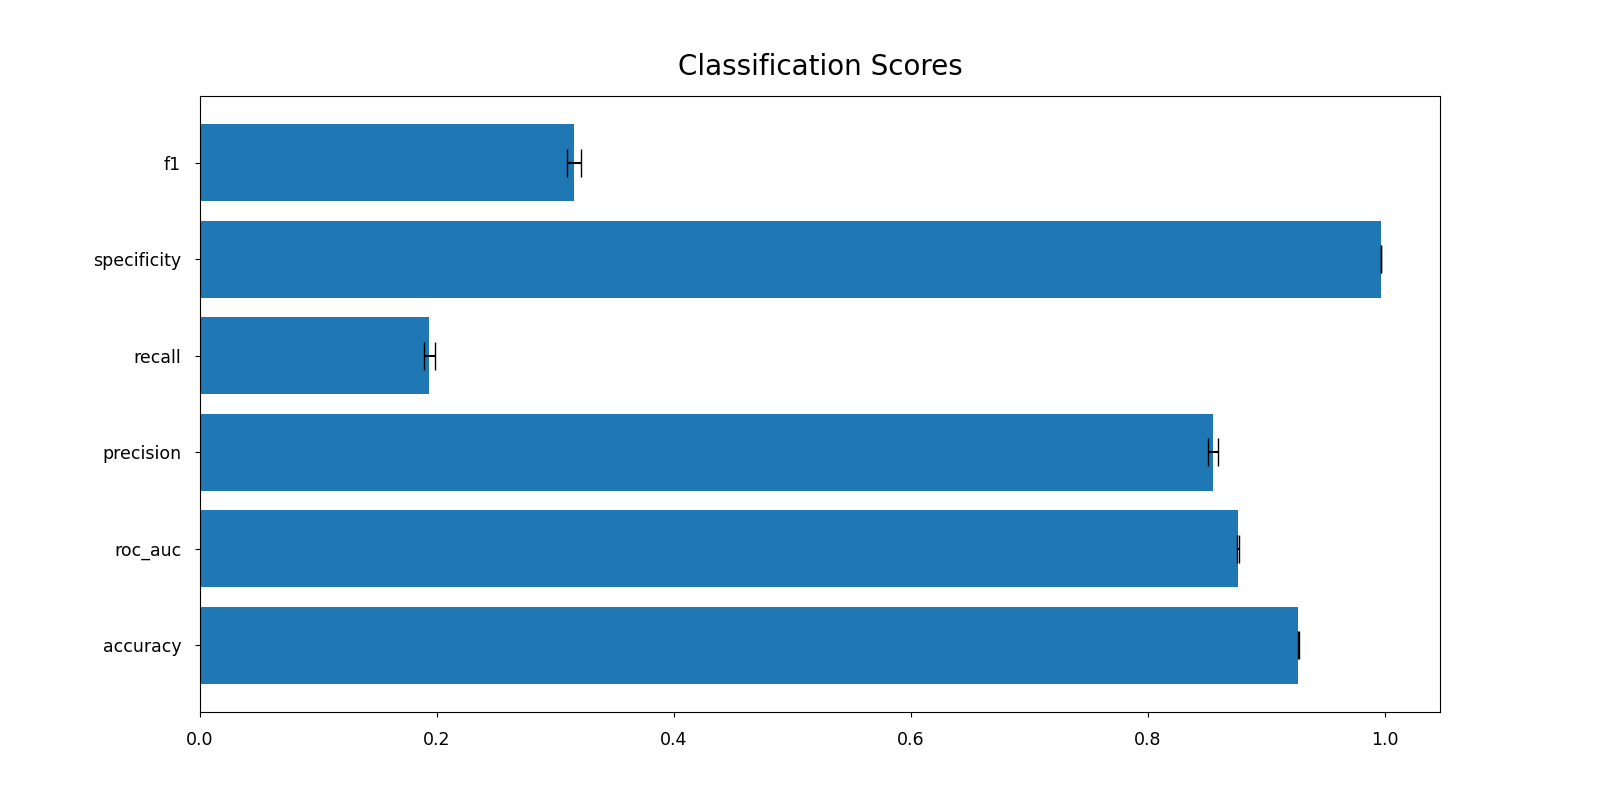 Classification Scores
f1
specificity
recall
precision
roc_auc
accuracy
0.0 0.2 0.4 0.6 0.8 1.0